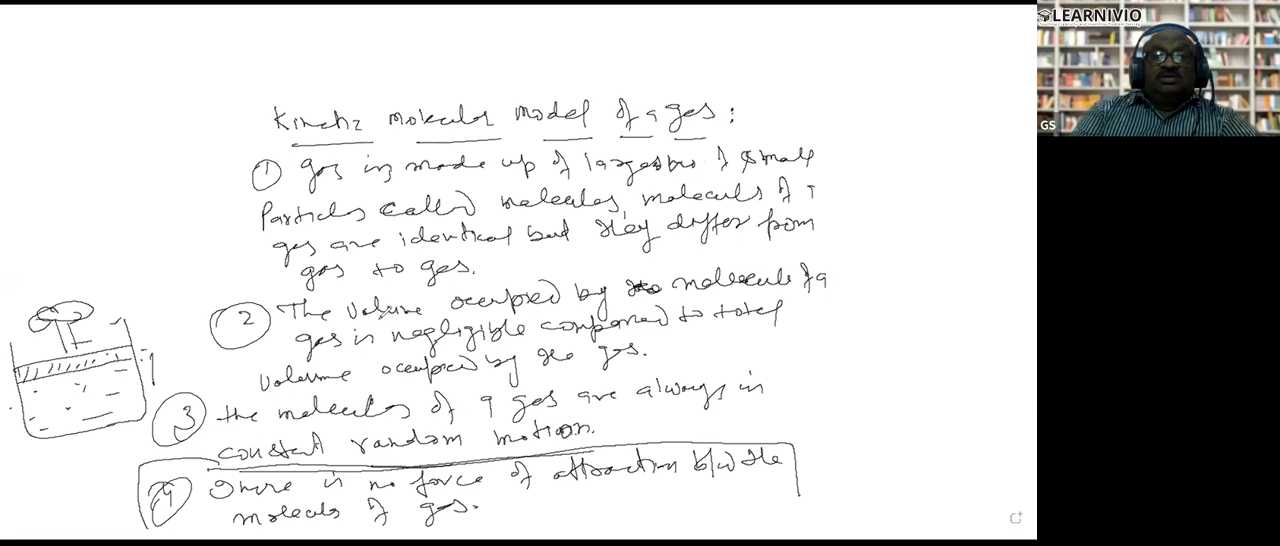 Kinetic Molecular Model of a gas :
① gas is made up of large no of small
Particles called molecules, molecules of a
gas are identical but they differ from
gas to gas.
② The volume occupied by molecule of a
gas is negligible compared to total
volume occupied by the gas.
③ the molecules of a gas are always in
constant random motion.
④ There is no force of attraction b/w the
molecules of gas.
LEARNIVIO
GS